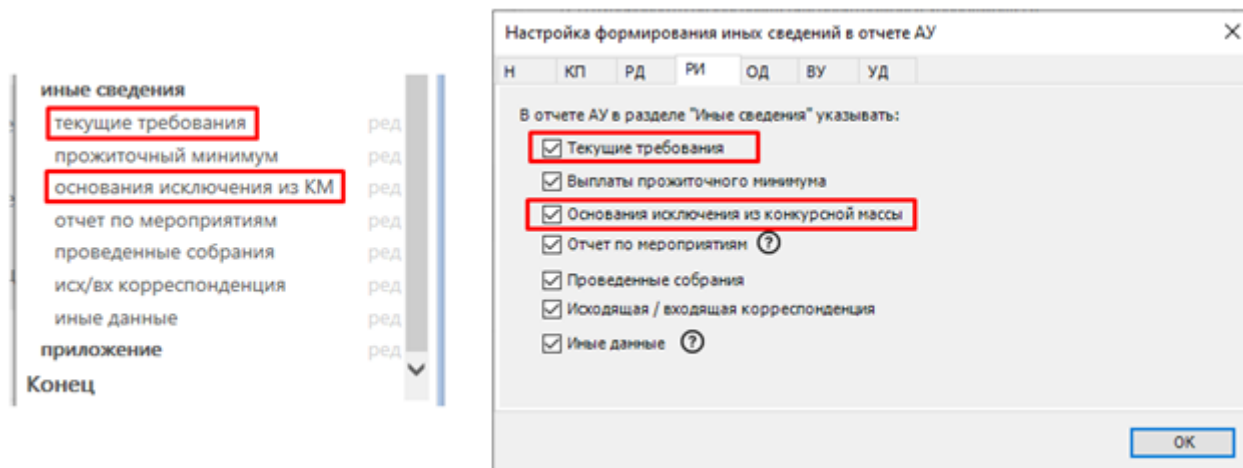 иные сведения
текущие требования ред
прожиточный минимум ред
основания исключения из КМ ред
отчет по мероприятиям ред
проведенные собрания ред
исх/вх корреспонденция ред
иные данные ред
приложение ред
Конец
Настройка формирования иных сведений в отчете АУ
Н КП РД РИ ОД ВУ УД
В отчете АУ в разделе "Иные сведения" указывать:
Текущие требования
Выплаты прожиточного минимума
Основания исключения из конкурсной массы
Отчет по мероприятиям ?
Проведенные собрания
Исходящая / входящая корреспонденция
Иные данные ?
ОК